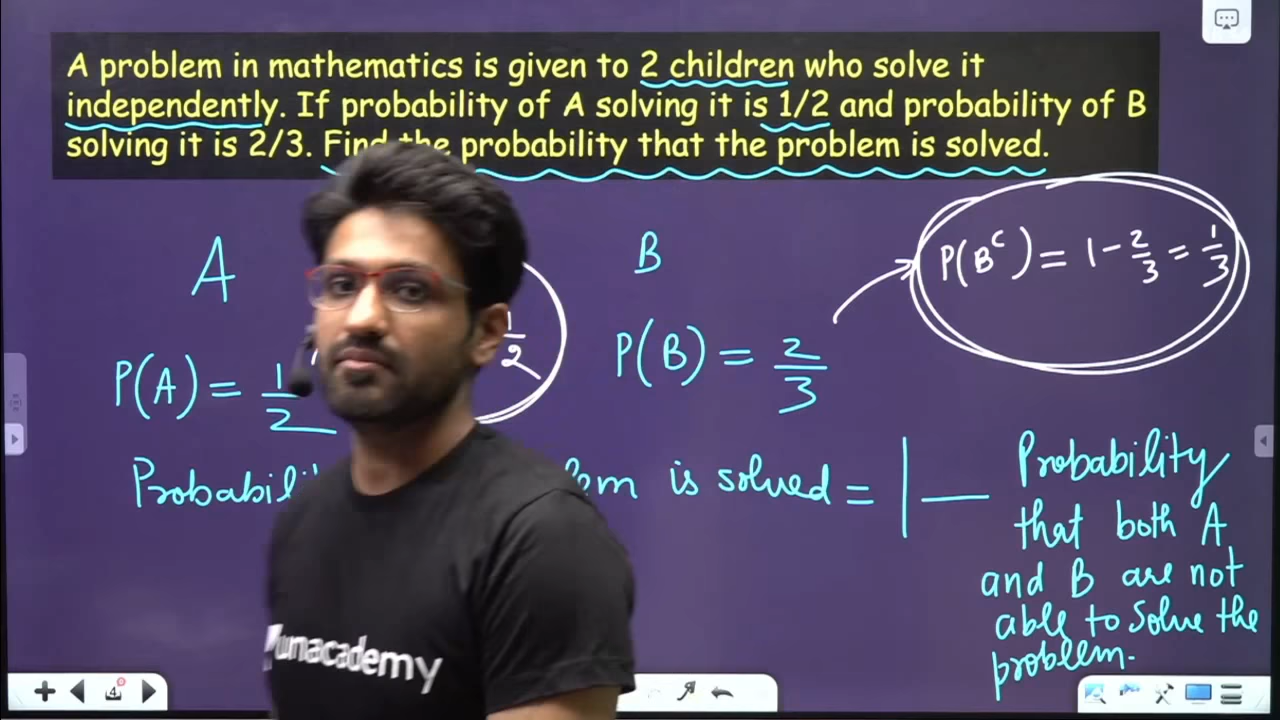 A problem in mathematics is given to 2 children who solve it
independently. If probability of A solving it is 1/2 and probability of B
solving it is 2/3. Find the probability that the problem is solved.
A
B
P(B^c) = 1 - 2/3 = 1/3
P(A) = 1/2
1/2
P(B) = 2/3
is solved = 1 - Probability
that both A
and B are not
able to solve the
problem.
unacademy
4